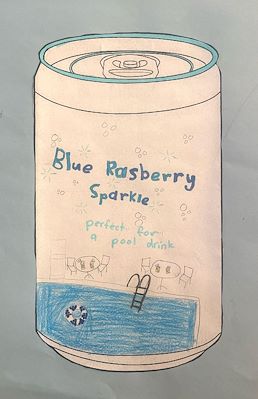 Blue Rasberry
Sparkle
perfect for
a pool drink